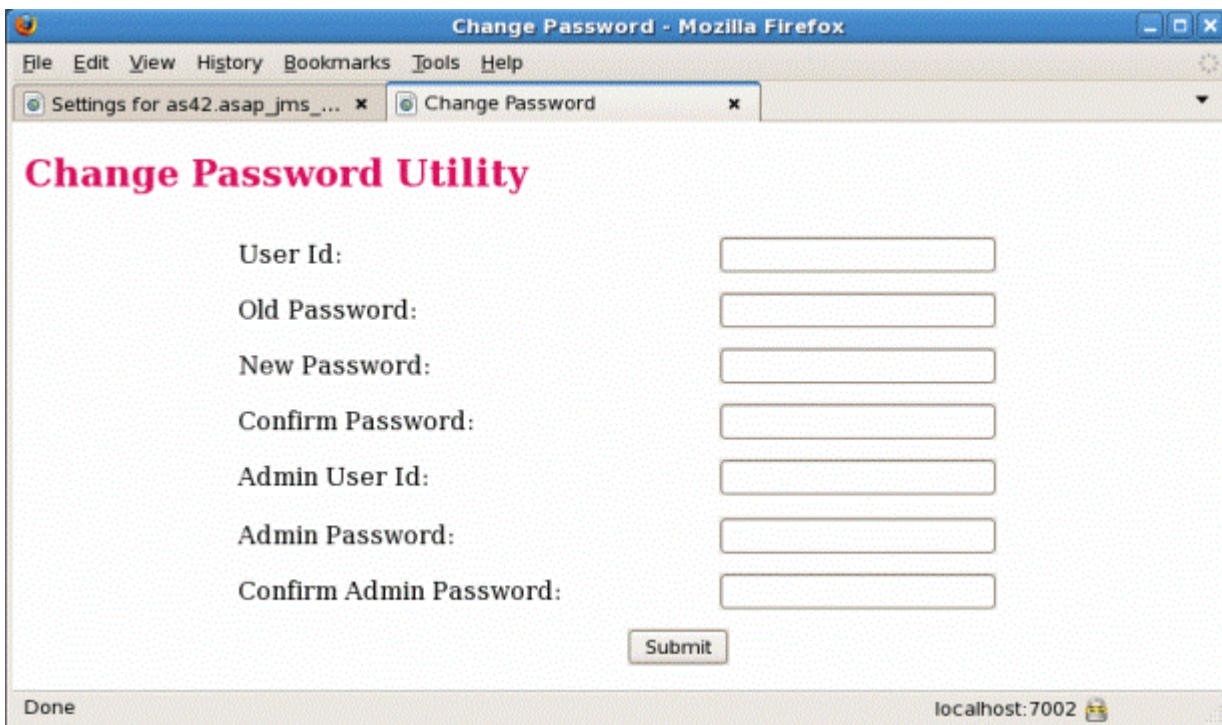 Change Password - Mozilla Firefox
File Edit View History Bookmarks Tools Help
Settings for as42.asap_jms_... Change Password
Change Password Utility
User Id:
Old Password:
New Password:
Confirm Password:
Admin User Id:
Admin Password:
Confirm Admin Password:
Submit
Done localhost:7002